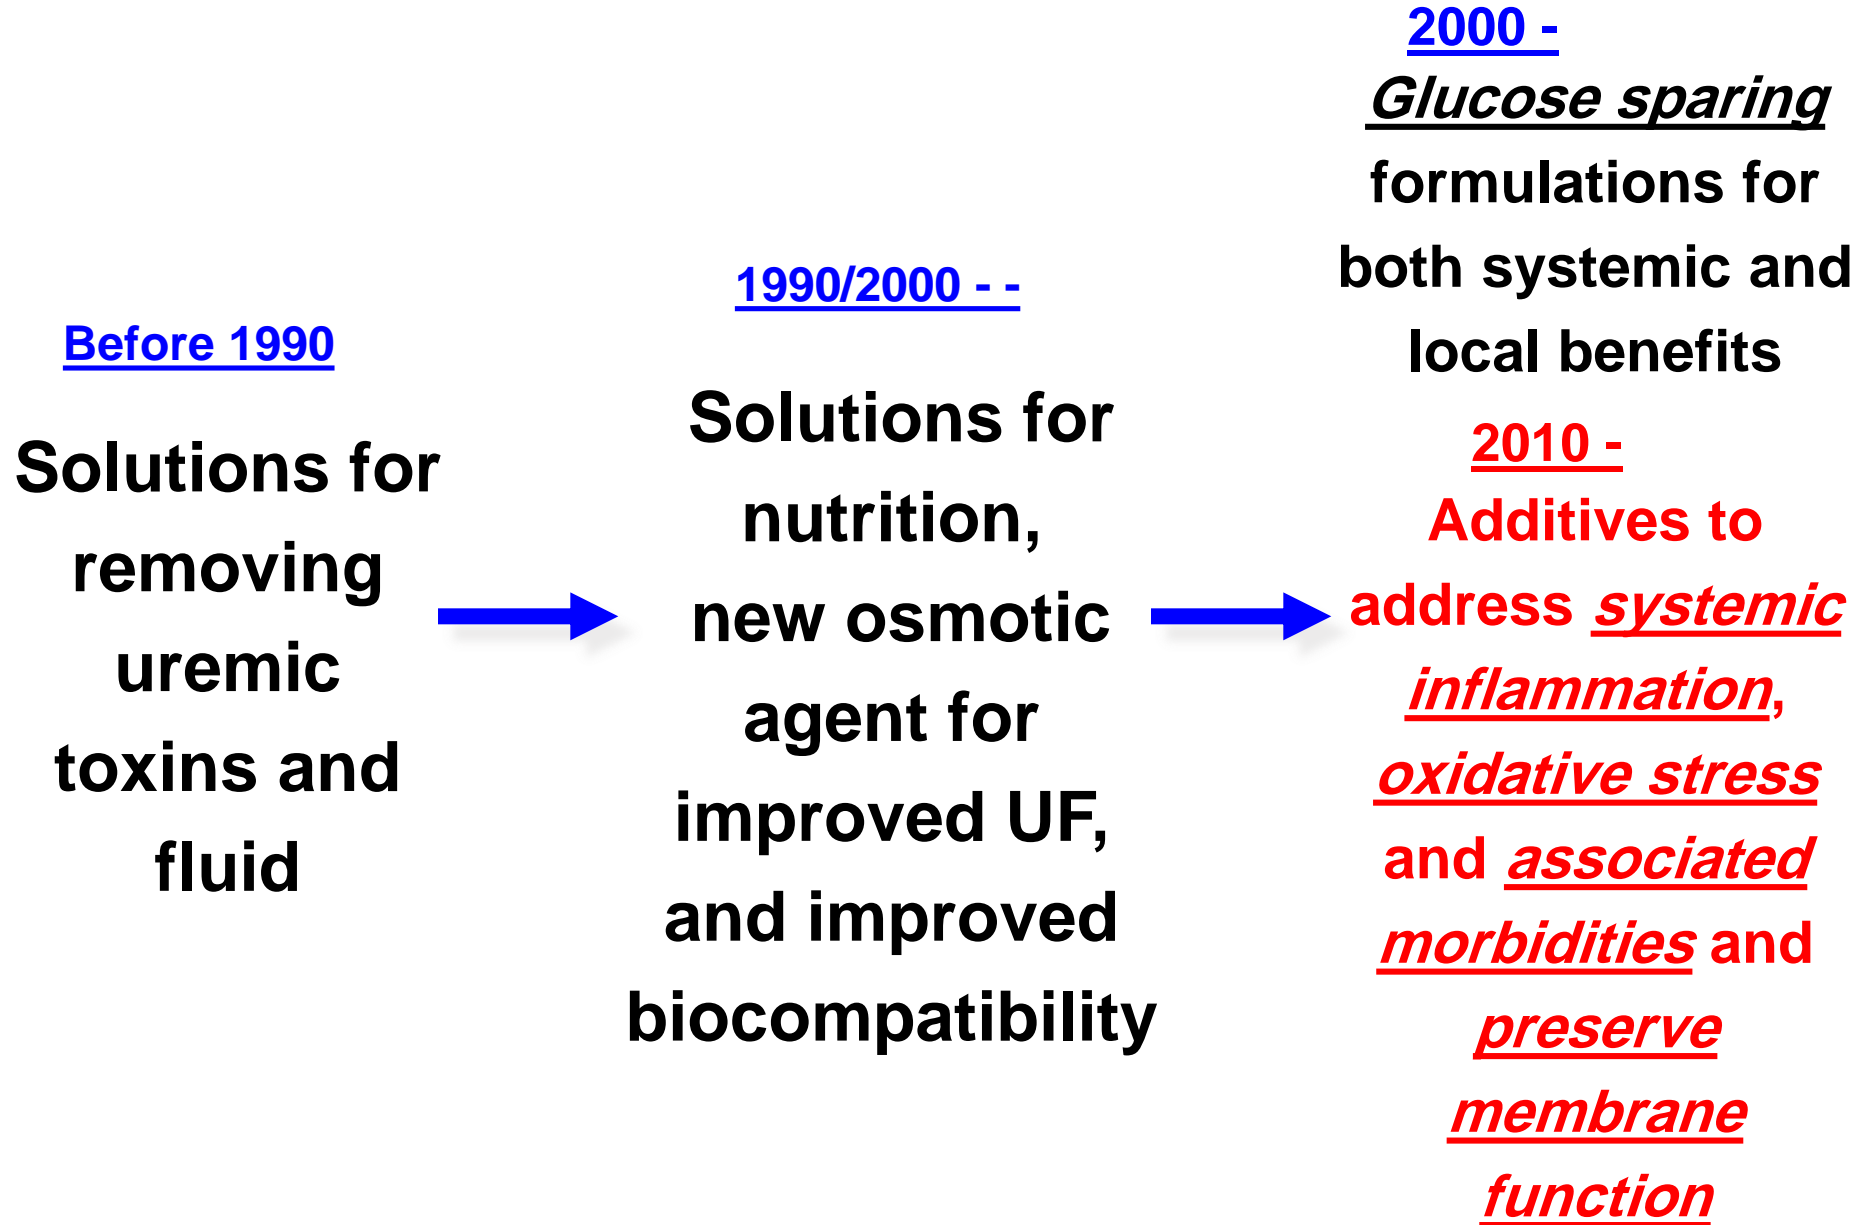 Before 1990
Solutions for
removing
uremic
toxins and
fluid
1990/2000 - -
Solutions for
nutrition,
new osmotic
agent for
improved UF,
and improved
biocompatibility
2000 -
Glucose sparing
formulations for
both systemic and
local benefits
2010 -
Additives to
address systemic
inflammation,
oxidative stress
and associated
morbidities and
preserve
membrane
function